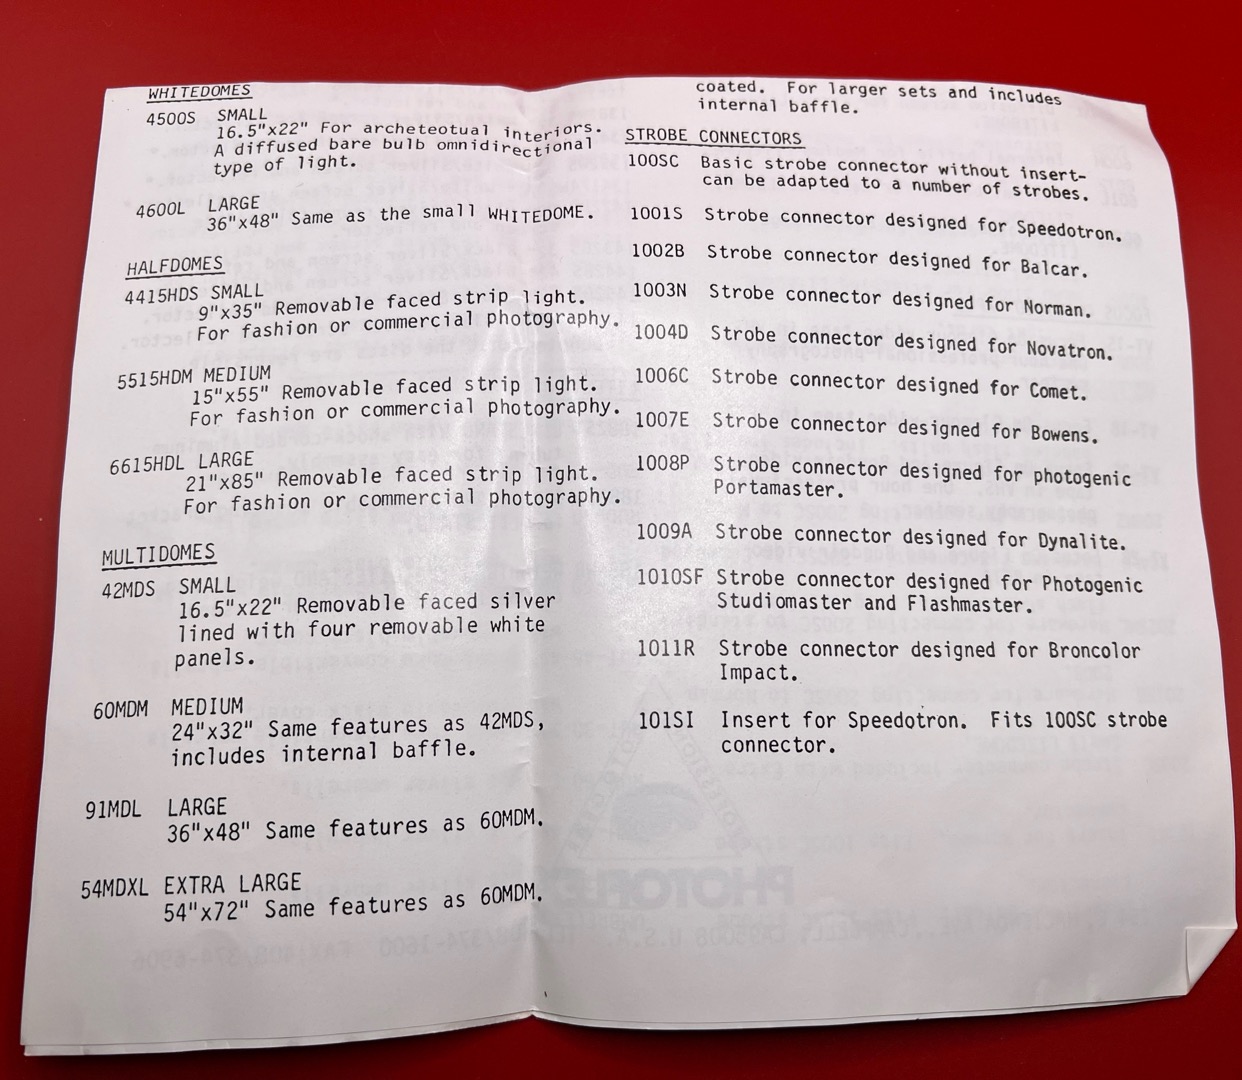 WHITEDOMES
4500S SMALL
16.5"x22" For archeteotual interiors.
A diffused bare bulb omnidirectional
type of light.
4600L LARGE
36"x48" Same as the small WHITEDOME.
HALFDOMES
4415HDS SMALL
9"x35" Removable faced strip light.
For fashion or commercial photography.
5515HDM MEDIUM
15"x55" Removable faced strip light.
For fashion or commercial photography.
6615HDL LARGE
21"x85" Removable faced strip light.
For fashion or commercial photography.
MULTIDOMES
42MDS SMALL
16.5"x22" Removable faced silver
lined with four removable white
panels.
60MDM MEDIUM
24"x32" Same features as 42MDS,
includes internal baffle.
91MDL LARGE
36"x48" Same features as 60MDM.
54MDXL EXTRA LARGE
54"x72" Same features as 60MDM.
coated. For larger sets and includes
internal baffle.
STROBE CONNECTORS
100SC Basic strobe connector without insert-
can be adapted to a number of strobes.
1001S Strobe connector designed for Speedotron.
1002B Strobe connector designed for Balcar.
1003N Strobe connector designed for Norman.
1004D Strobe connector designed for Novatron.
1006C Strobe connector designed for Comet.
1007E Strobe connector designed for Bowens.
1008P Strobe connector designed for photogenic
Portamaster.
1009A Strobe connector designed for Dynalite.
1010SF Strobe connector designed for Photogenic
Studiomaster and Flashmaster.
1011R Strobe connector designed for Broncolor
Impact.
101SI Insert for Speedotron. Fits 100SC strobe
connector.